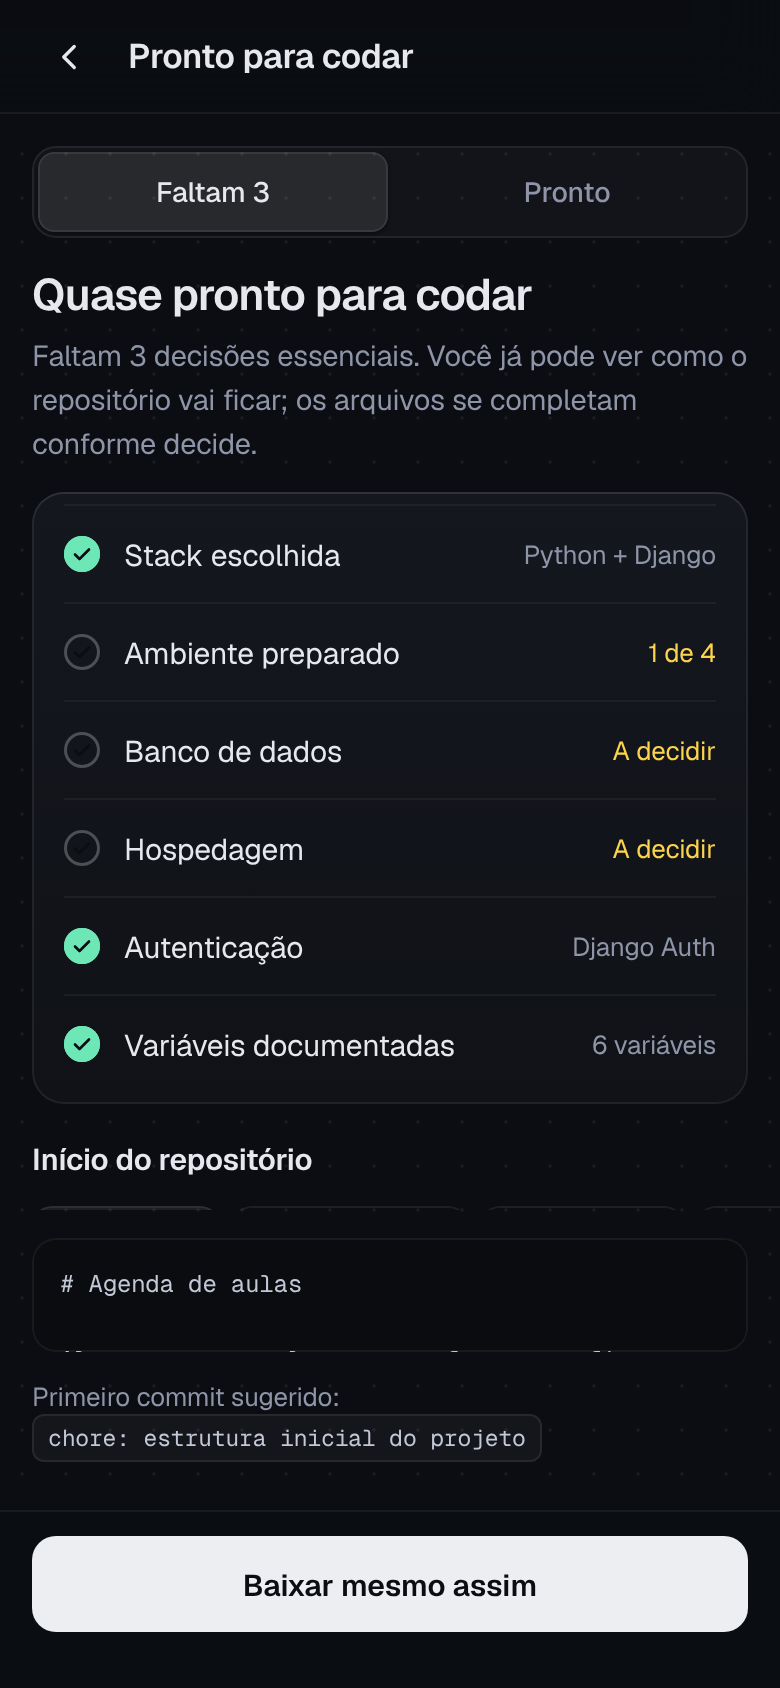 Pronto para codar
Faltam 3
Pronto
Quase pronto para codar
Faltam 3 decisões essenciais. Você já pode ver como o
repositório vai ficar; os arquivos se completam
conforme decide.
Stack escolhida
Python + Django
Ambiente preparado
1 de 4
Banco de dados
A decidir
Hospedagem
A decidir
Autenticação
Django Auth
Variáveis documentadas
6 variáveis
Início do repositório
# Agenda de aulas
Primeiro commit sugerido:
chore: estrutura inicial do projeto
Baixar mesmo assim